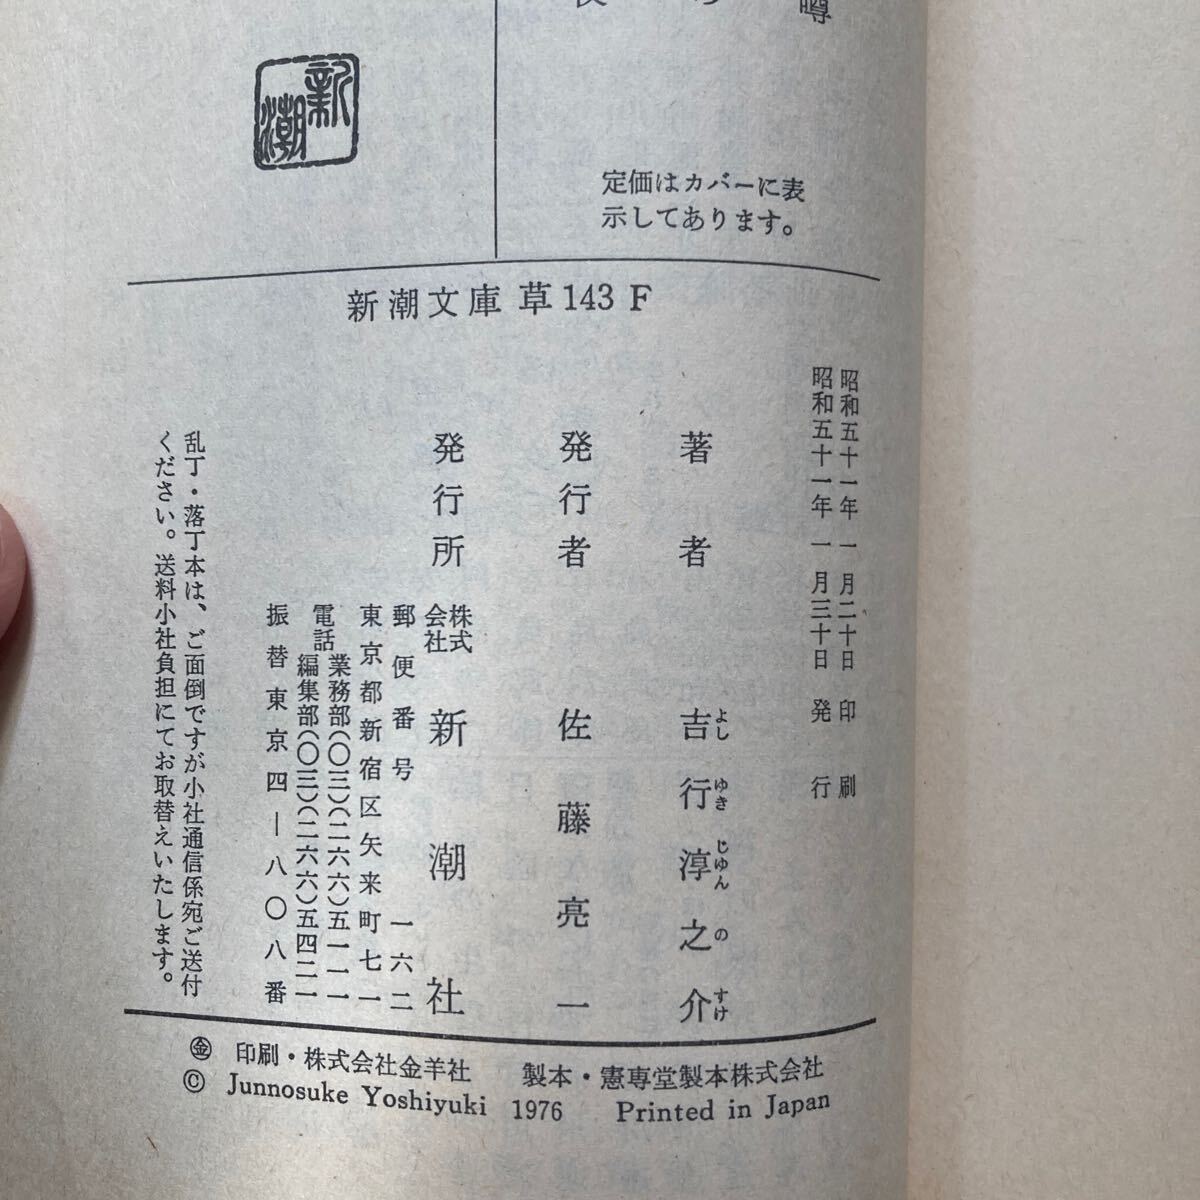 噂
新潮
定価はカバーに表
示してあります。
新潮文庫 草143F
昭和五十一年 一 月二十日 印 刷
昭和五十一年 一 月三十日 発 行
著者 吉行淳之介
よし ゆき じゆん の すけ
発行者 佐藤亮一
発行所 株式会社 新潮社
郵便番号 一六二
東京都新宿区矢来町七一
電話 業務部(〇三)(二六六)五一一一
編集部(〇三)(二六六)五四二一
振替東京四―八〇八番
乱丁・落丁本は、ご面倒ですが小社通信係宛ご送付
ください。送料小社負担にてお取替えいたします。
㊎ 印刷・株式会社金羊社 製本・憲専堂製本株式会社
© Junnosuke Yoshiyuki 1976 Printed in Japan